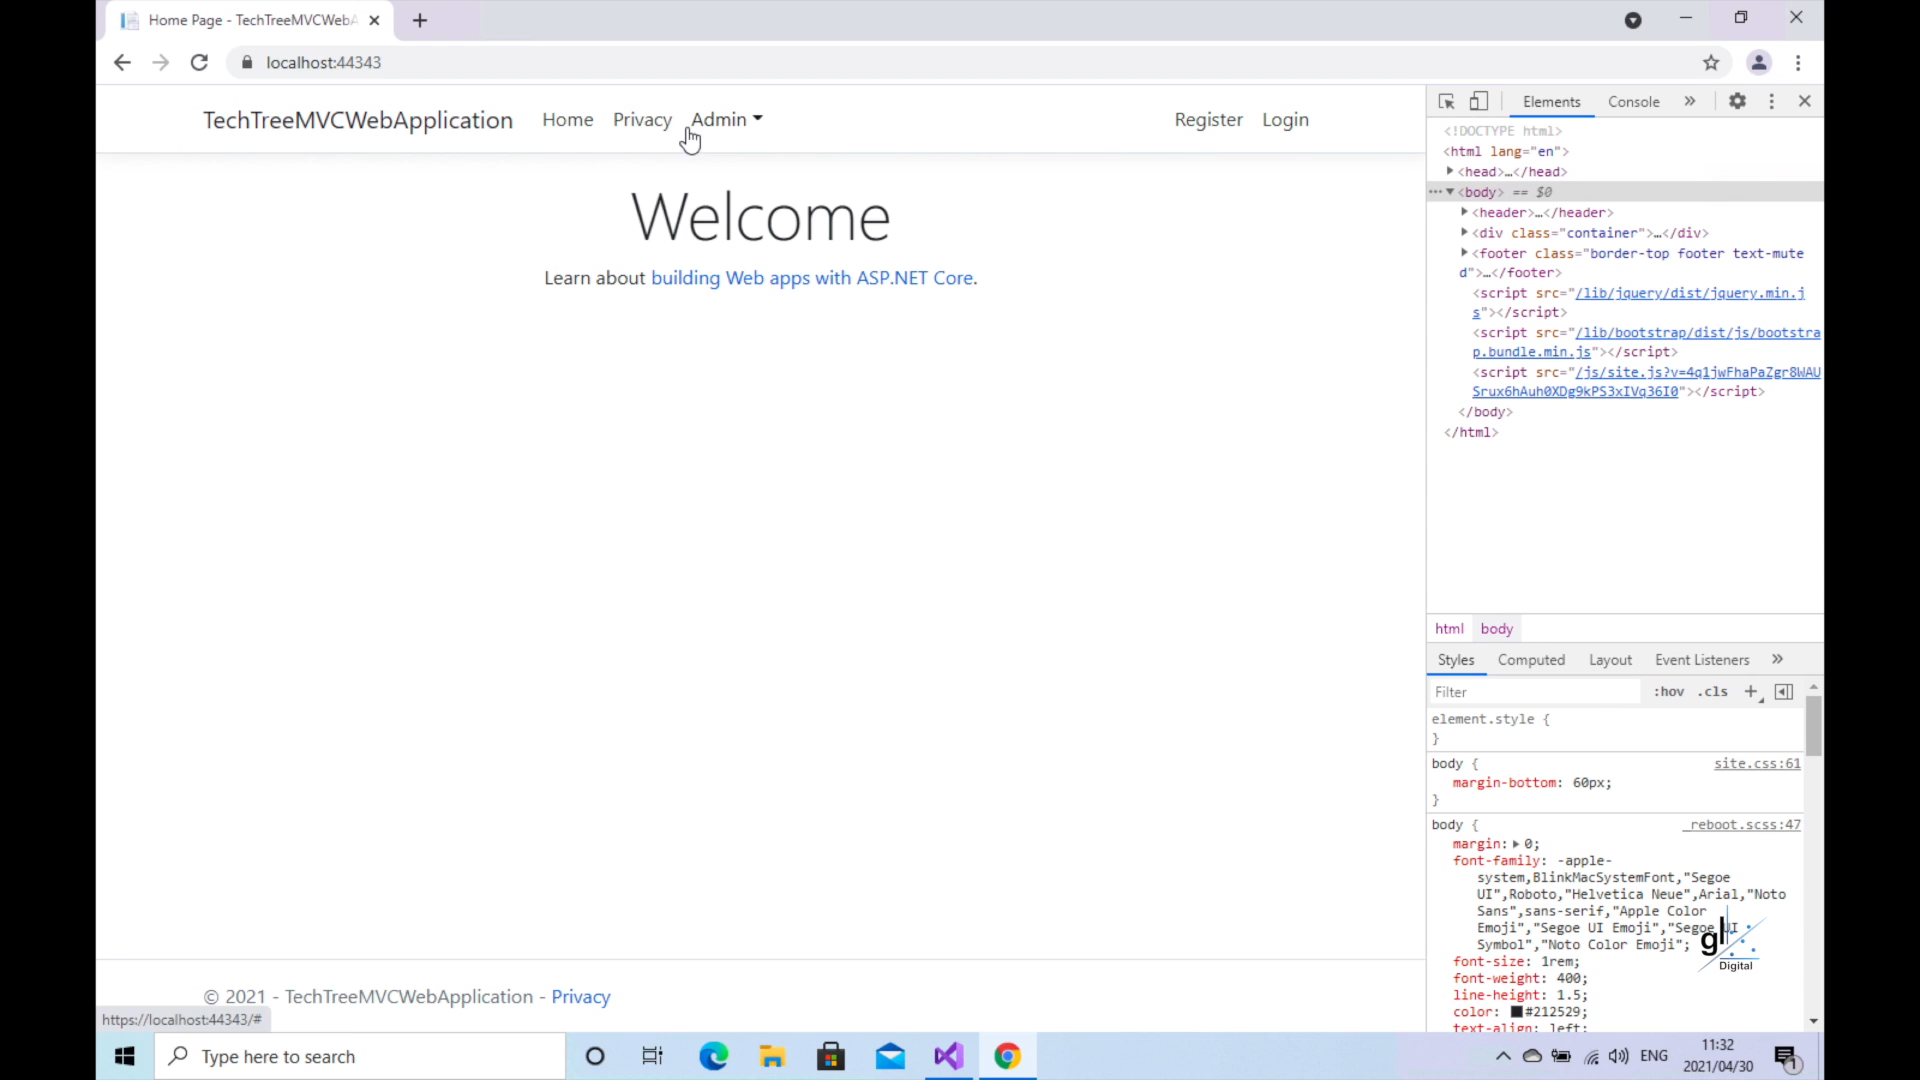 Home Page - TechTreeMVCWebA
localhost:44343
TechTreeMVCWebApplication Home Privacy Admin Register Login
Welcome
Learn about building Web apps with ASP.NET Core.
© 2021 - TechTreeMVCWebApplication - Privacy
https://localhost:44343/#
Elements Console »
<!DOCTYPE html>
<html lang="en">
<head>…</head>
<body> == $0
<header>…</header>
<div class="container">…</div>
<footer class="border-top footer text-mute
d">…</footer>
<script src="/lib/jquery/dist/jquery.min.j
s"></script>
<script src="/lib/bootstrap/dist/js/bootstra
p.bundle.min.js"></script>
<script src="/js/site.js?v=4q1jwFhaPaZgr8WAU
Srux6hAuh0XDg9kPS3xIVq36I0"></script>
</body>
</html>
html body
Styles Computed Layout Event Listeners »
Filter :hov .cls +
element.style {
}
body { site.css:61
margin-bottom: 60px;
}
body { _reboot.scss:47
margin: 0;
font-family: -apple-
system,BlinkMacSystemFont,"Segoe
UI",Roboto,"Helvetica Neue",Arial,"Noto
Sans",sans-serif,"Apple Color
Emoji","Segoe UI Emoji","Segoe UI
Symbol","Noto Color Emoji";
font-size: 1rem;
font-weight: 400;
line-height: 1.5;
color: #212529;
text-align: left;
gl
Digital
Type here to search
ENG
11:32
2021/04/30
1